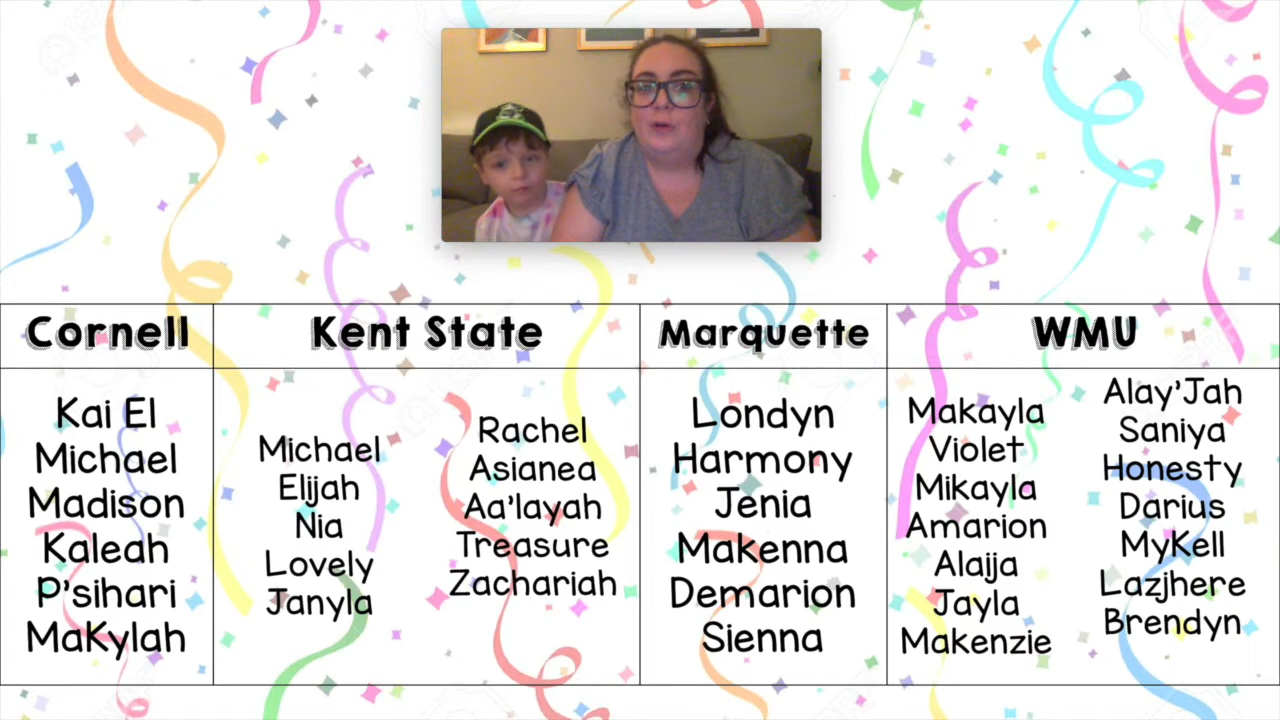 Cornell
Kent State
Marquette
WMU
Kai El
Michael
Madison
Kaleah
P'sihari
MaKylah
Michael
Elijah
Nia
Lovely
Janyla
Rachel
Asianea
Aa'layah
Treasure
Zachariah
Londyn
Harmony
Jenia
Makenna
Demarion
Sienna
Makayla
Violet
Mikayla
Amarion
Alaija
Jayla
Makenzie
Alay'Jah
Saniya
Honesty
Darius
MyKell
Lazjhere
Brendyn